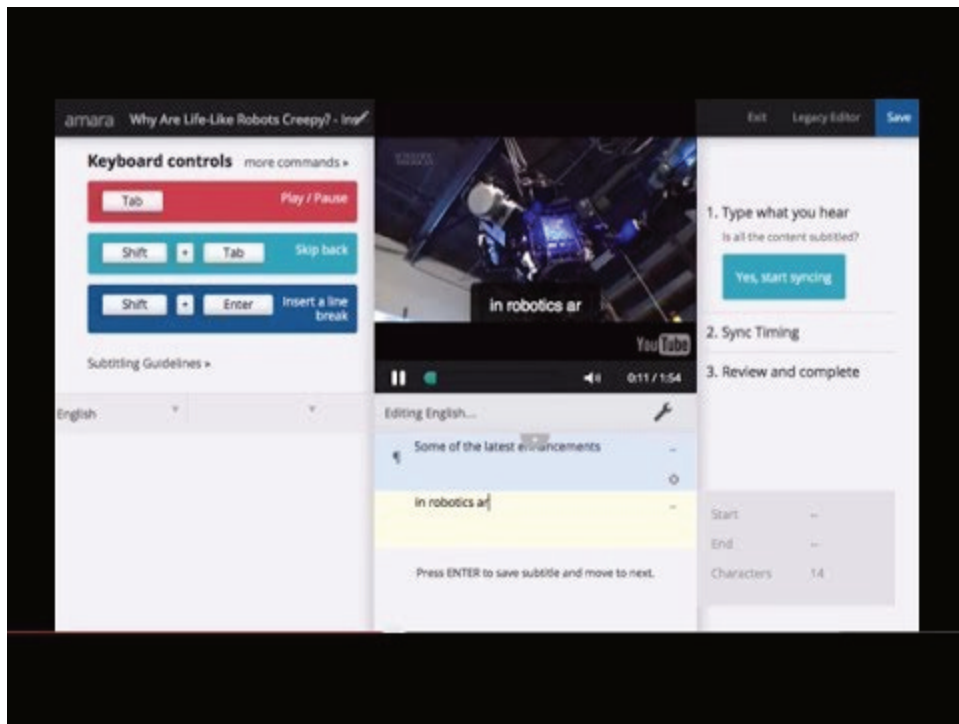 amara Why Are Life-Like Robots Creepy? - Ins
Exit Legacy Editor Save
Keyboard controls more commands »
Tab Play / Pause
Shift + Tab Skip back
Shift + Enter Insert a line
break
Subtitling Guidelines »
English
in robotics ar
YouTube
0:11 / 1:54
Editing English...
¶ Some of the latest enhancements --
in robotics ar --
Press ENTER to save subtitle and move to next.
1. Type what you hear
Is all the content subtitled?
Yes, start syncing
2. Sync Timing
3. Review and complete
Start --
End --
Characters 14